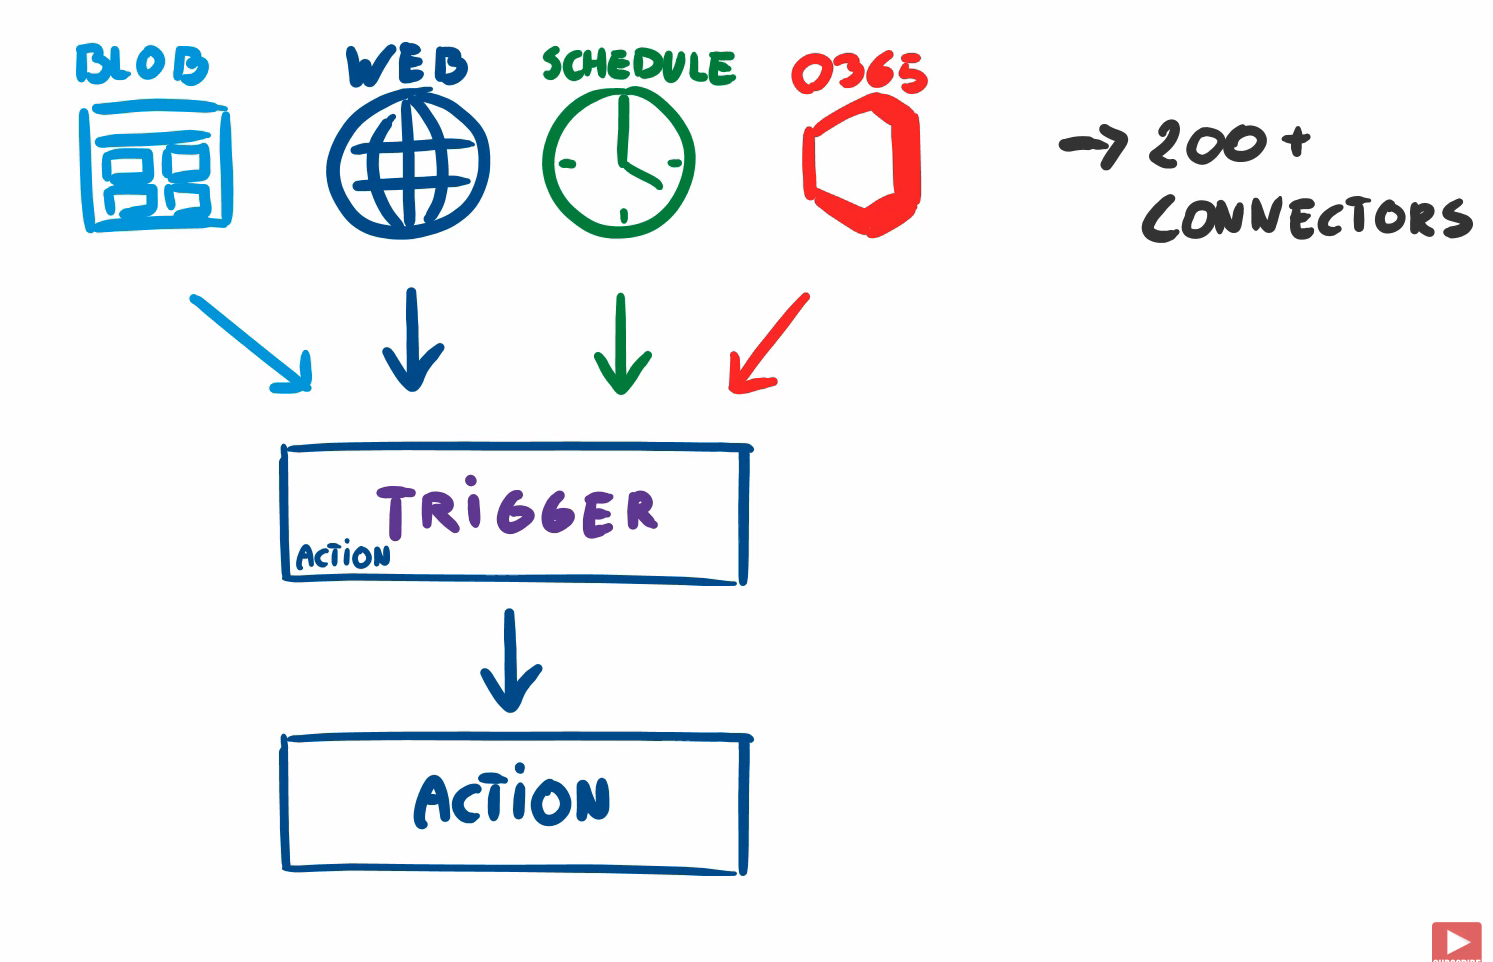 BLOB WEB SCHEDULE O365
→ 200+
CONNECTORS
TRiGGER
ACTiON
ACTiON